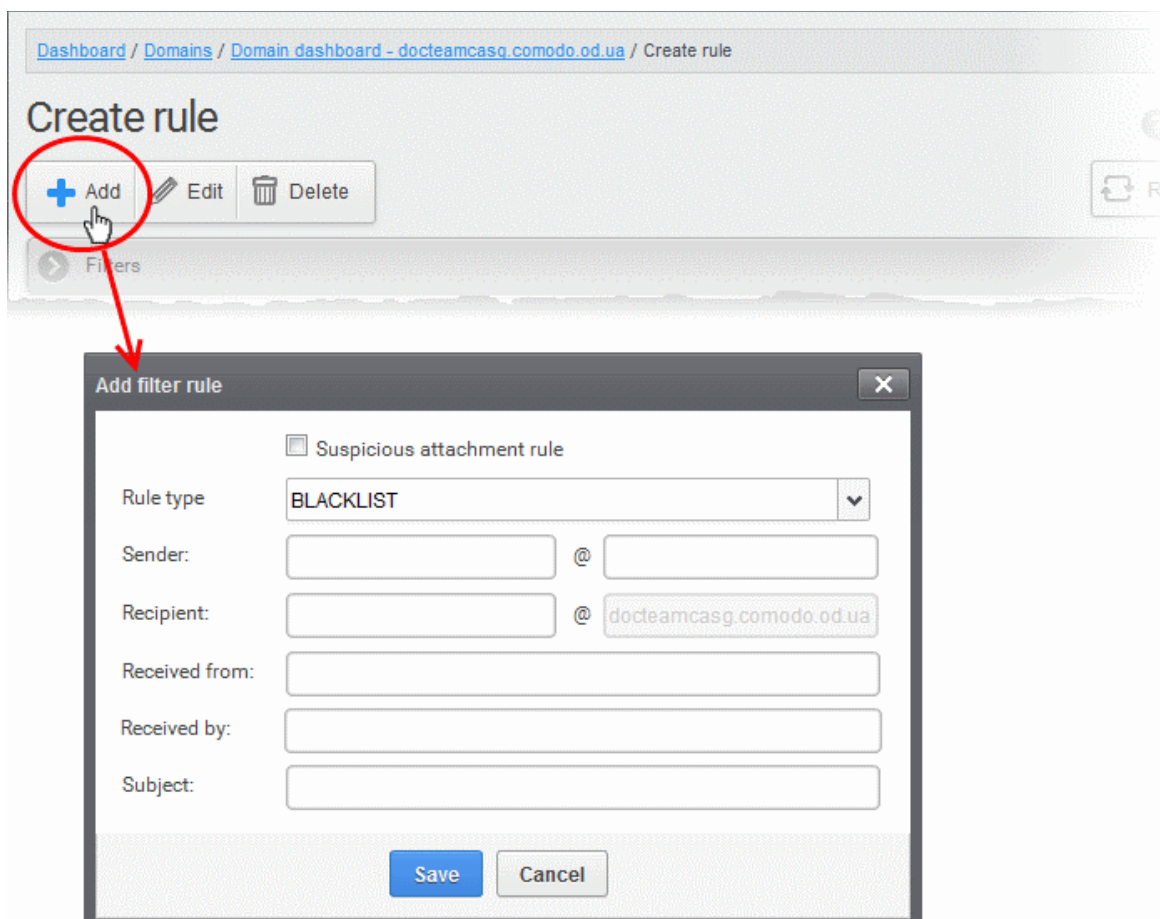 Dashboard / Domains / Domain dashboard - docteamcasg.comodo.od.ua / Create rule
Create rule
Add Edit Delete
R
Filters
Add filter rule
Suspicious attachment rule
Rule type BLACKLIST
Sender: @
Recipient: @ docteamcasg.comodo.od.ua
Received from:
Received by:
Subject:
Save Cancel